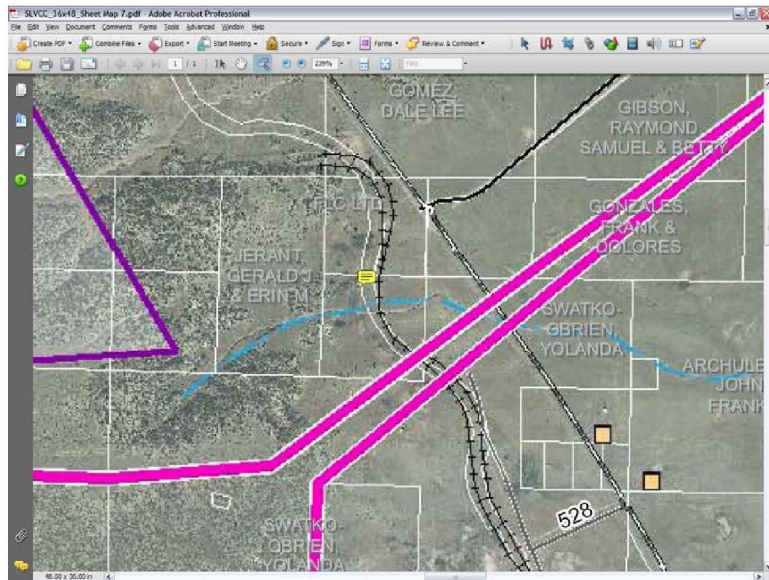 SLVCC_36x48_Sheet Map 7.pdf - Adobe Acrobat Professional
File Edit View Document Comments Forms Tools Advanced Window Help
Create PDF Combine Files Export Start Meeting Secure Sign Forms Review & Comment
1 / 1 239% Find
GOMEZ,
DALE LEE
GIBSON,
RAYMOND
SAMUEL & BETTY
FLC LTD
GONZALES,
FRANK &
DOLORES
JERANT,
GERALD J
& ERIN M
SWATKO-
OBRIEN,
YOLANDA
ARCHULE
JOHN
FRANK
528
SWATKO-
OBRIEN,
YOLANDA
48.00 x 36.00 in